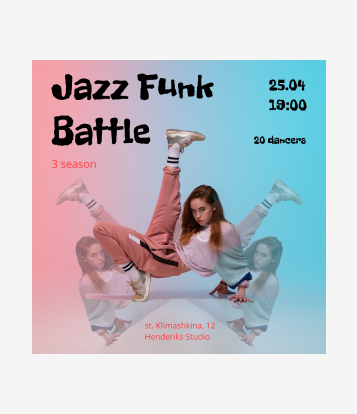 Jazz Funk
Battle
3 season
25.04
19:00
20 dancers
st. Klimashkina, 12
Henderiks Studio